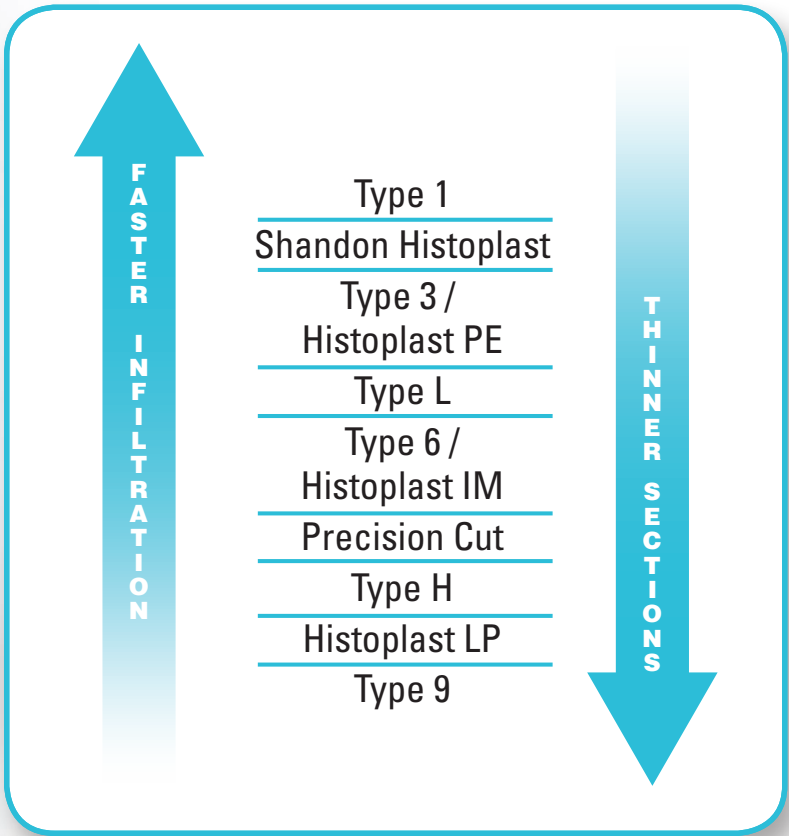 FASTER INFILTRATION
Type 1
Shandon Histoplast
Type 3 /
Histoplast PE
Type L
Type 6 /
Histoplast IM
Precision Cut
Type H
Histoplast LP
Type 9
THINNER SECTIONS